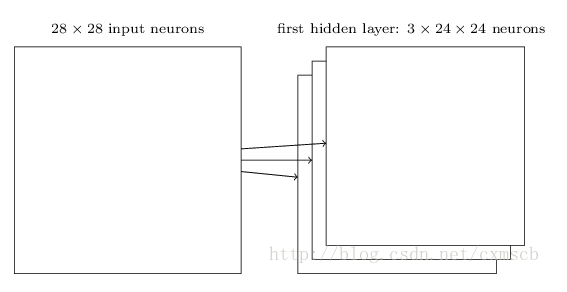 28 × 28 input neurons
first hidden layer: 3 × 24 × 24 neurons
http://blog.csdn.net/cxmscb